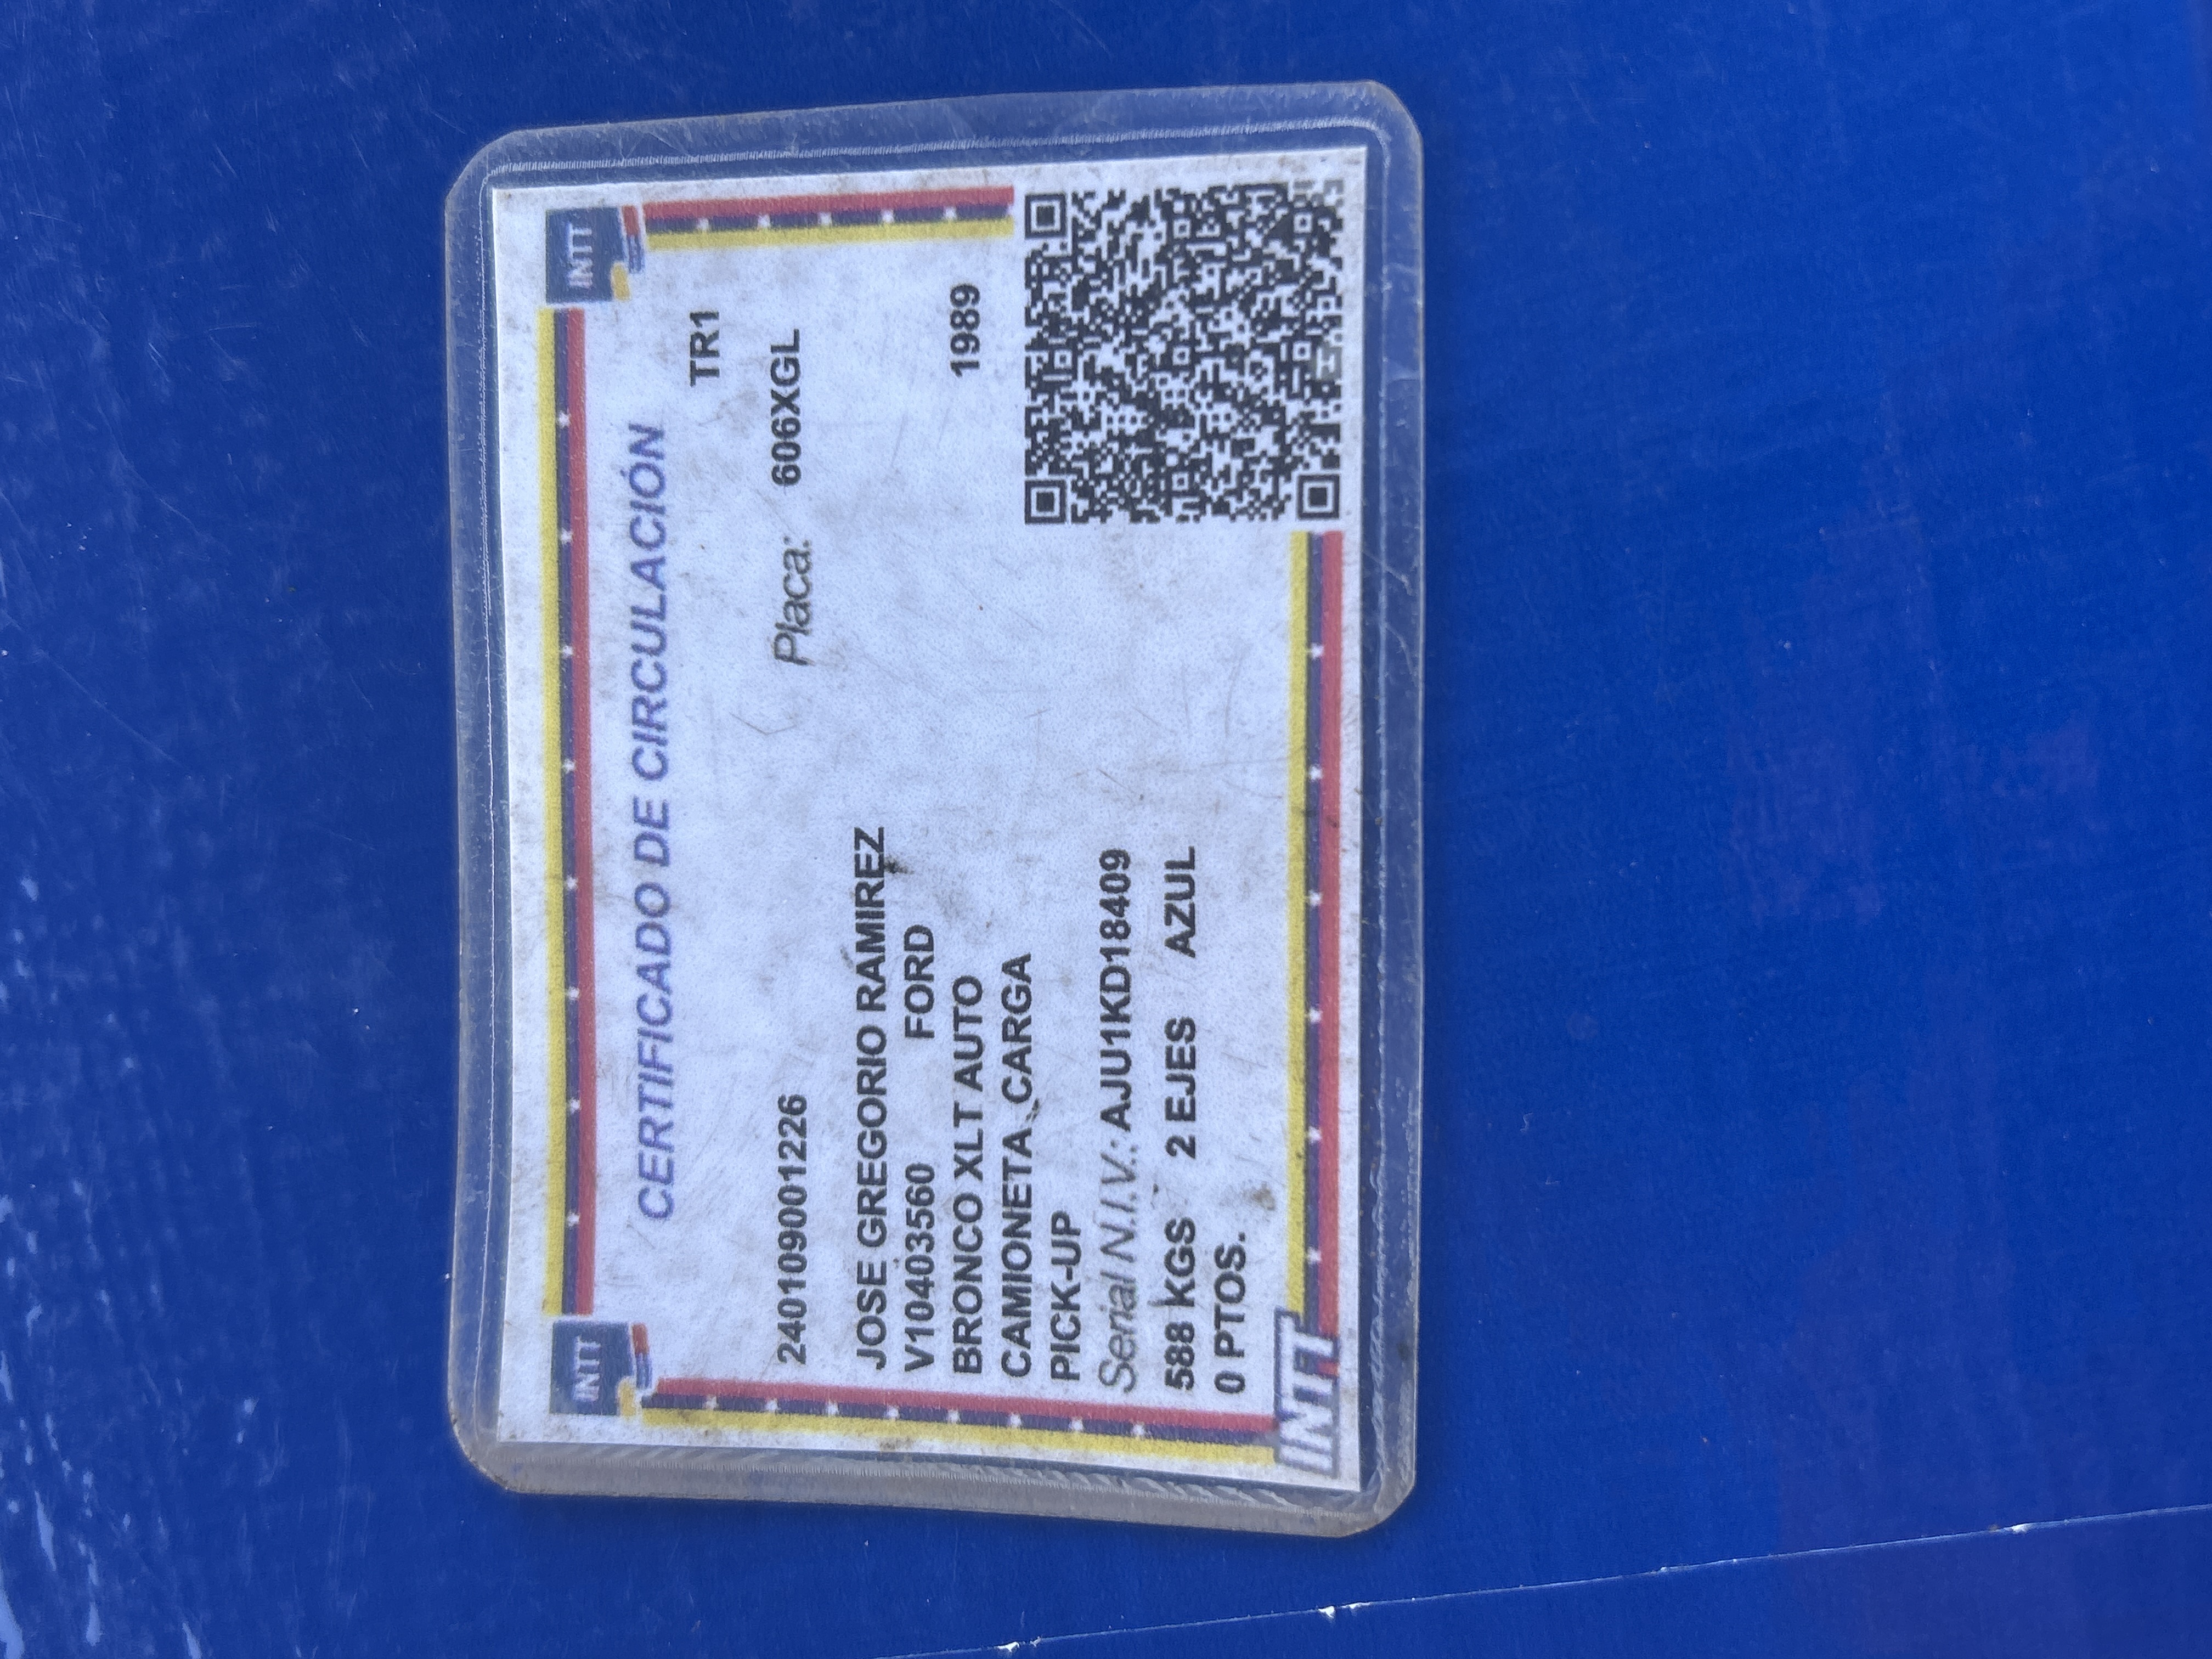 INTT
INTT
CERTIFICADO DE CIRCULACIÓN
TR1
240109001226 Placa: 606XGL
JOSE GREGORIO RAMIREZ
V10403560 FORD
BRONCO XLT AUTO 1989
CAMIONETA CARGA
PICK-UP
Serial N.I.V.: AJU1KD18409
588 KGS 2 EJES AZUL
0 PTOS.
INTT